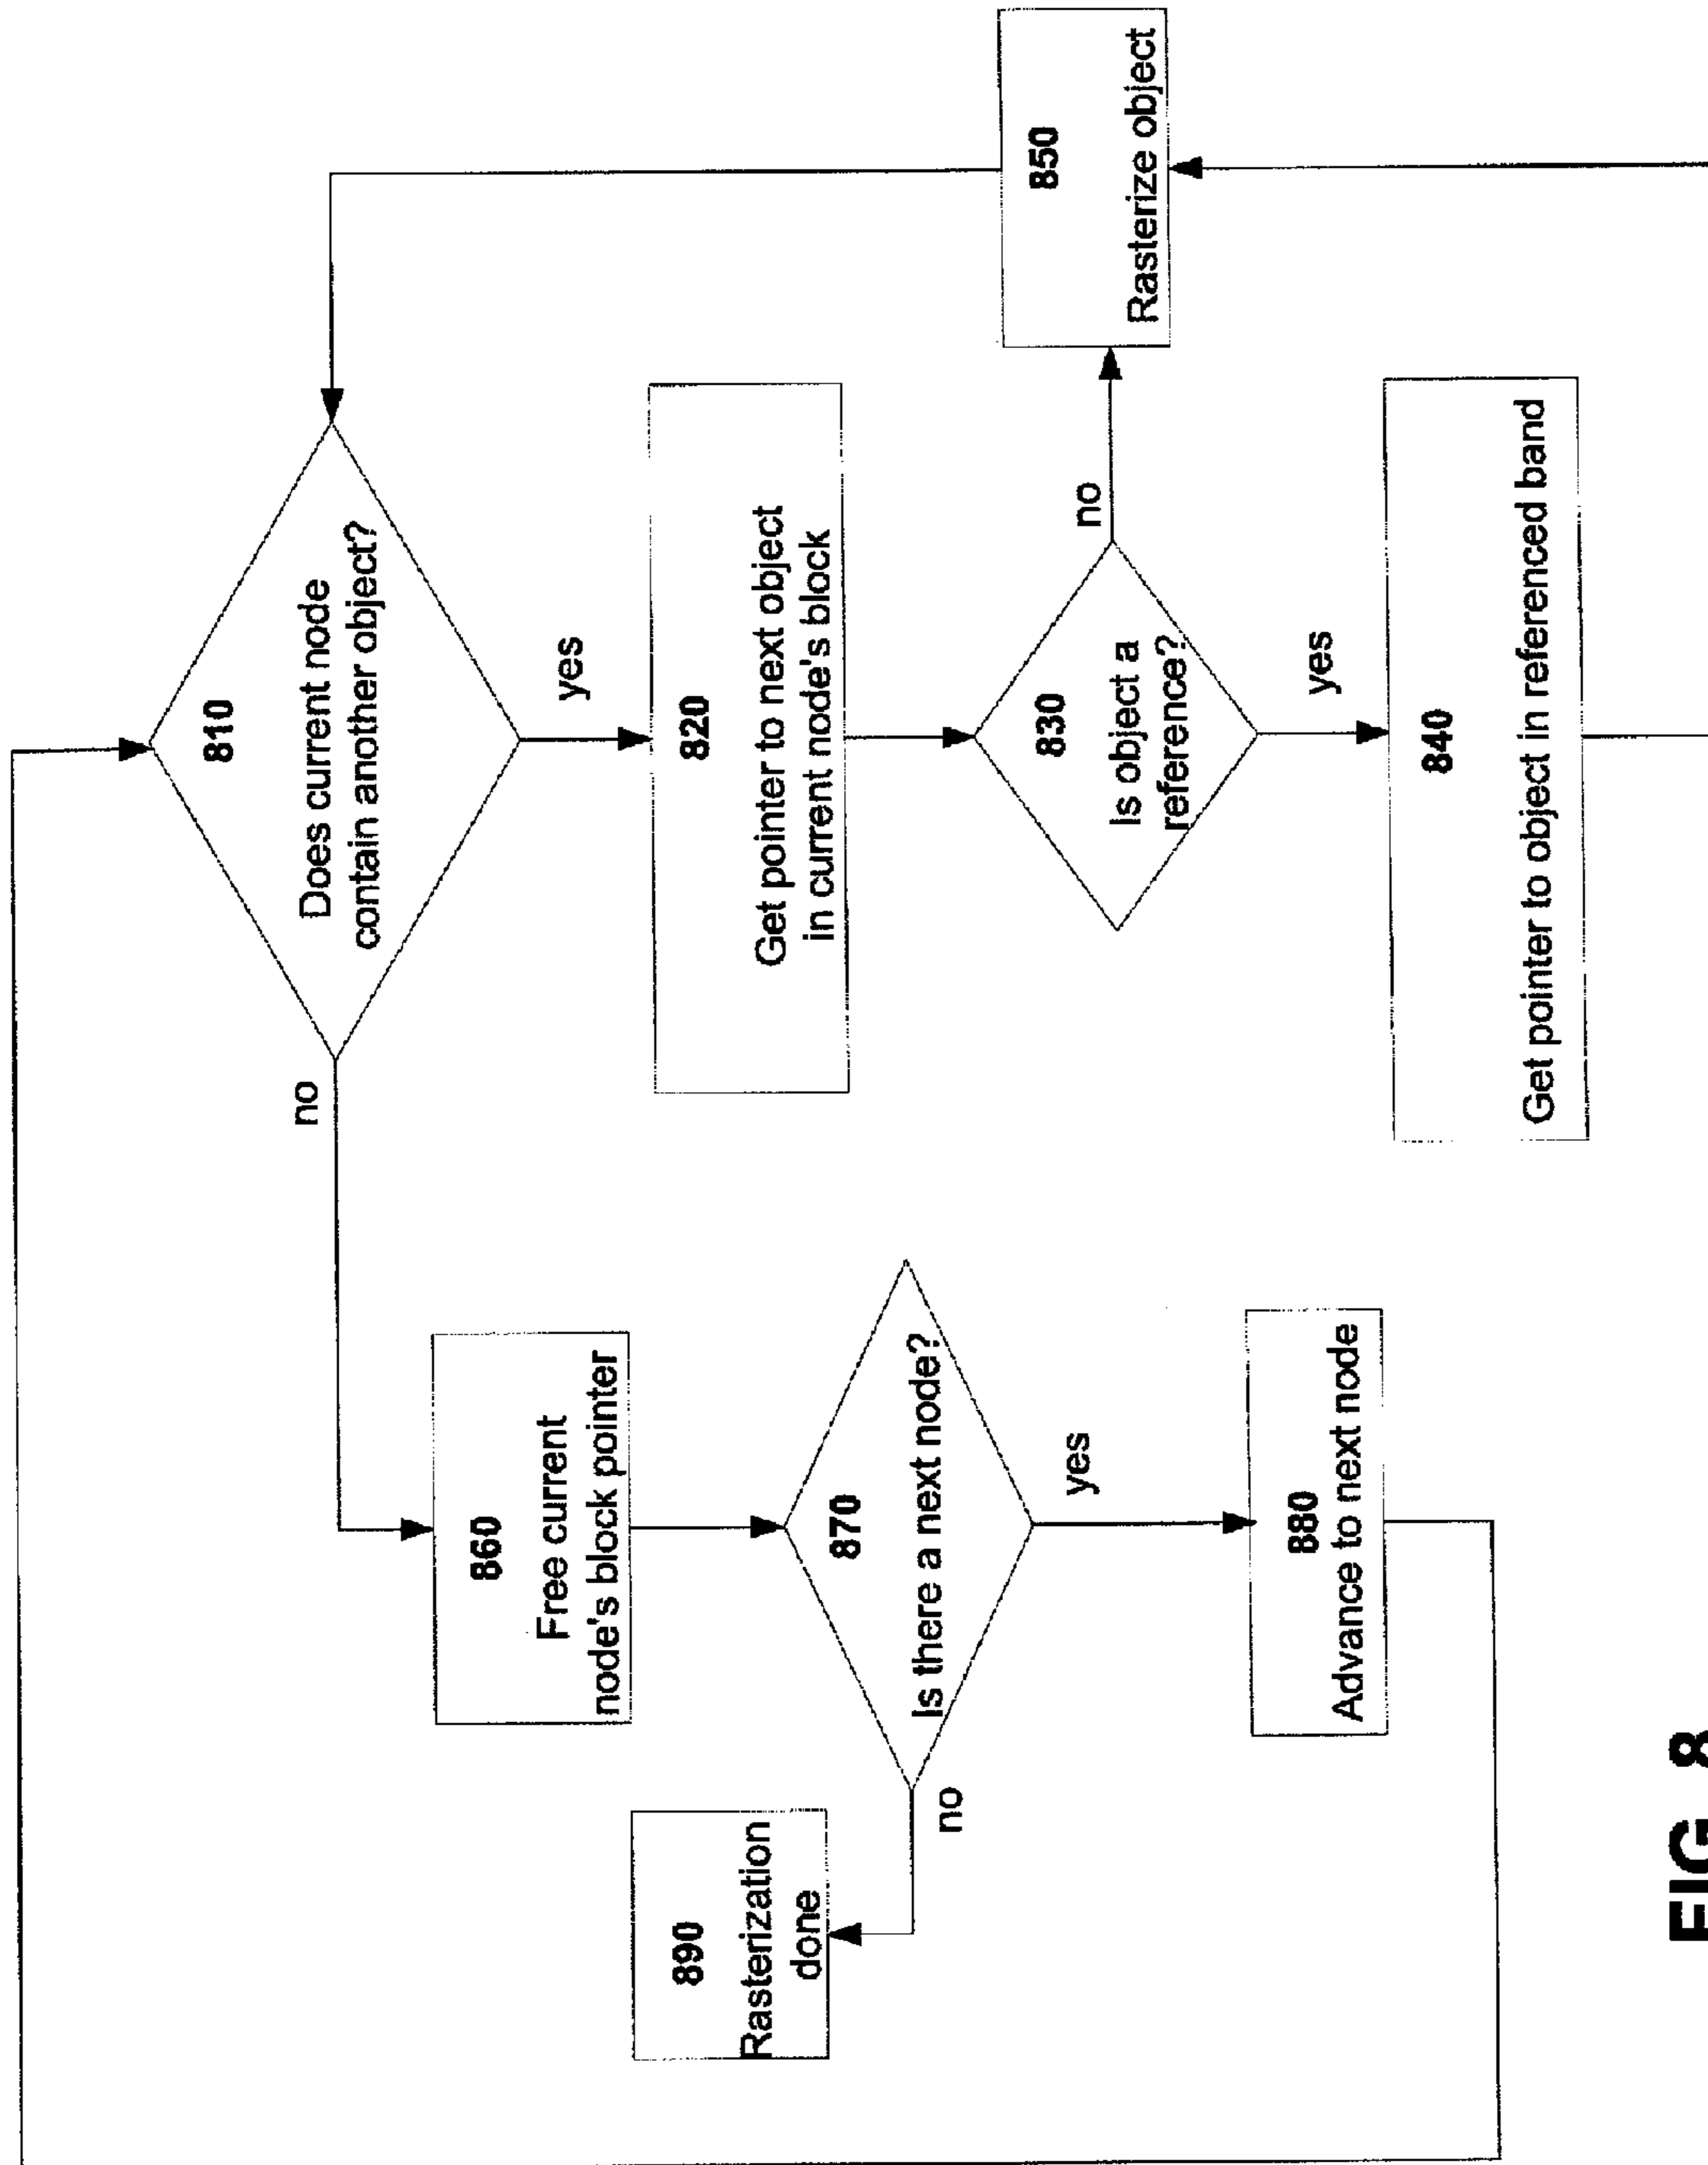 810
Does current node
contain another object?
no
yes
820
Get pointer to next object
in current node's block
830
Is object a
reference?
no
yes
840
Get pointer to object in referenced band
850
Rasterize object
860
Free current
node's block pointer
870
Is there a next node?
no
yes
880
Advance to next node
890
Rasterization
done
FIG 8